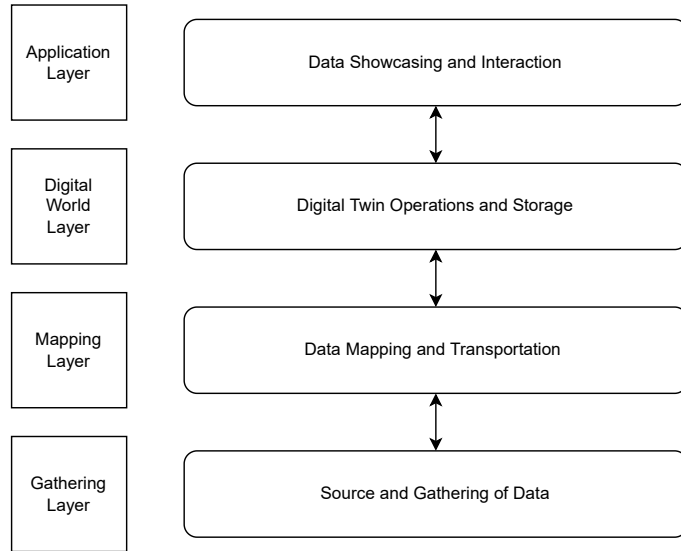 Application
Layer
Data Showcasing and Interaction
Digital
World
Layer
Digital Twin Operations and Storage
Mapping
Layer
Data Mapping and Transportation
Gathering
Layer
Source and Gathering of Data